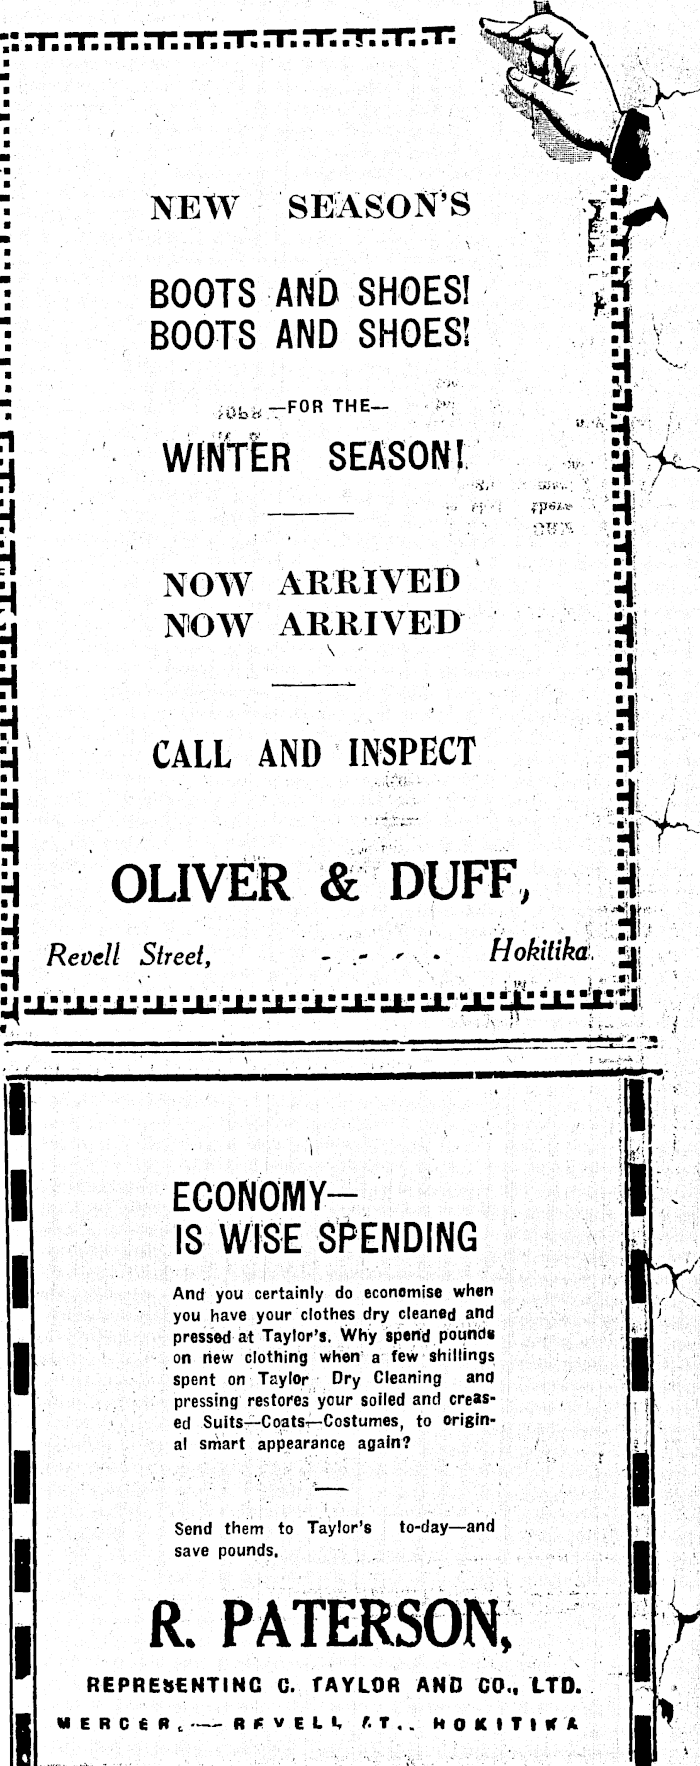 NEW SEASON'S
BOOTS AND SHOES!
BOOTS AND SHOES!
—FOR THE—
WINTER SEASON!
NOW ARRIVED
NOW ARRIVED
CALL AND INSPECT
OLIVER & DUFF,
Revell Street, - - - - Hokitika.
ECONOMY—
IS WISE SPENDING
And you certainly do economise when
you have your clothes dry cleaned and
pressed at Taylor's. Why spend pounds
on new clothing when a few shillings
spent on Taylor Dry Cleaning and
pressing restores your soiled and creas-
ed Suits—Coats—Costumes, to origin-
al smart appearance again?
Send them to Taylor's to-day—and
save pounds.
R. PATERSON,
REPRESENTING C. TAYLOR AND CO., LTD.
MERCER, — REVELL ST., HOKITIKA